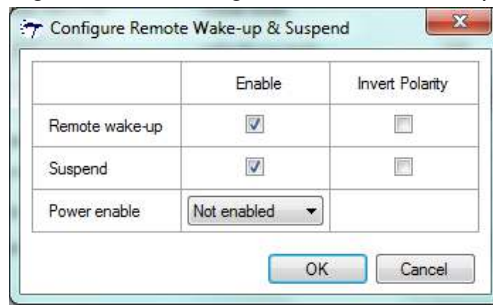 Configure Remote Wake-up & Suspend
Enable Invert Polarity
Remote wake-up
Suspend
Power enable Not enabled
OK Cancel